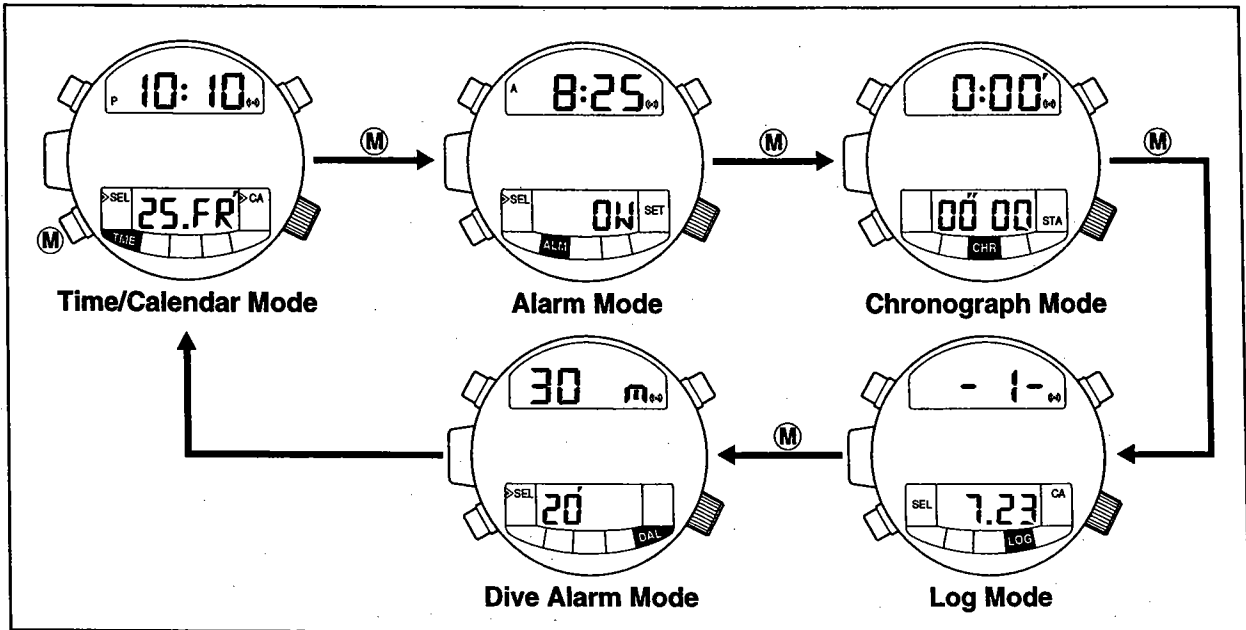 P 10:10
SEL 25.FR CA
TIME
M
Time/Calendar Mode
M
A 8:25
SEL ON SET
ALM
Alarm Mode
M
0:00'
00" 00 STA
CHR
Chronograph Mode
M
-1-
SEL 7.23 CA
LOG
Log Mode
M
30 m
SEL 20'
DAL
Dive Alarm Mode